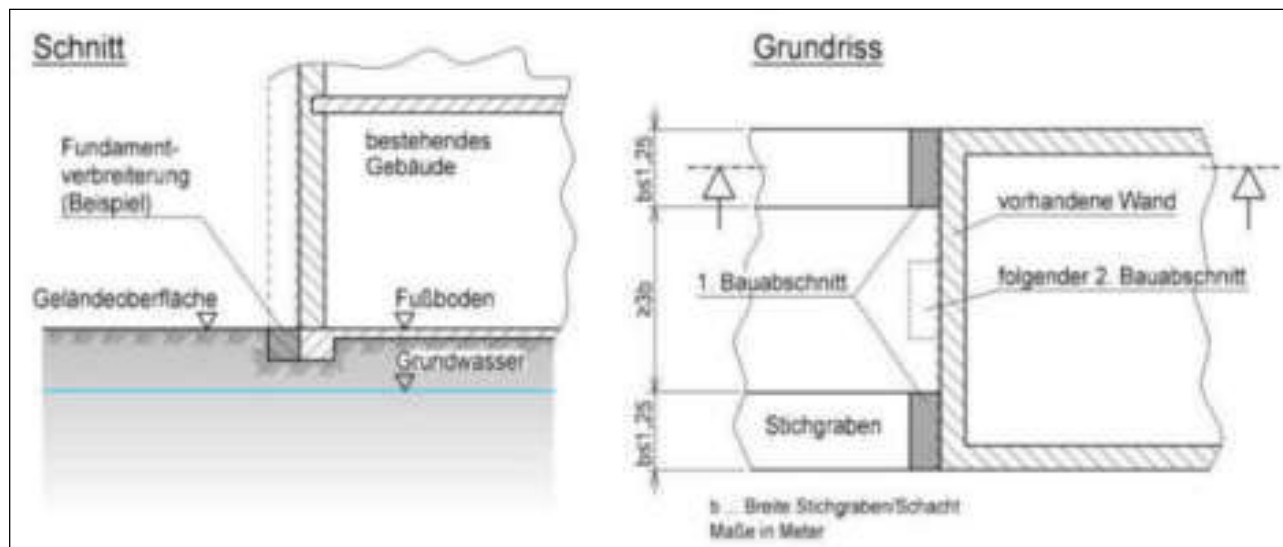 Schnitt
Fundament-
verbreiterung
(Beispiel)
bestehendes
Gebäude
Geländeoberfläche
Fußboden
Grundwasser
Grundriss
b≤1,25
≥3b
b≤1,25
vorhandene Wand
1. Bauabschnitt
folgender 2. Bauabschnitt
Stichgraben
b ... Breite Stichgraben/Schacht
Maße in Meter